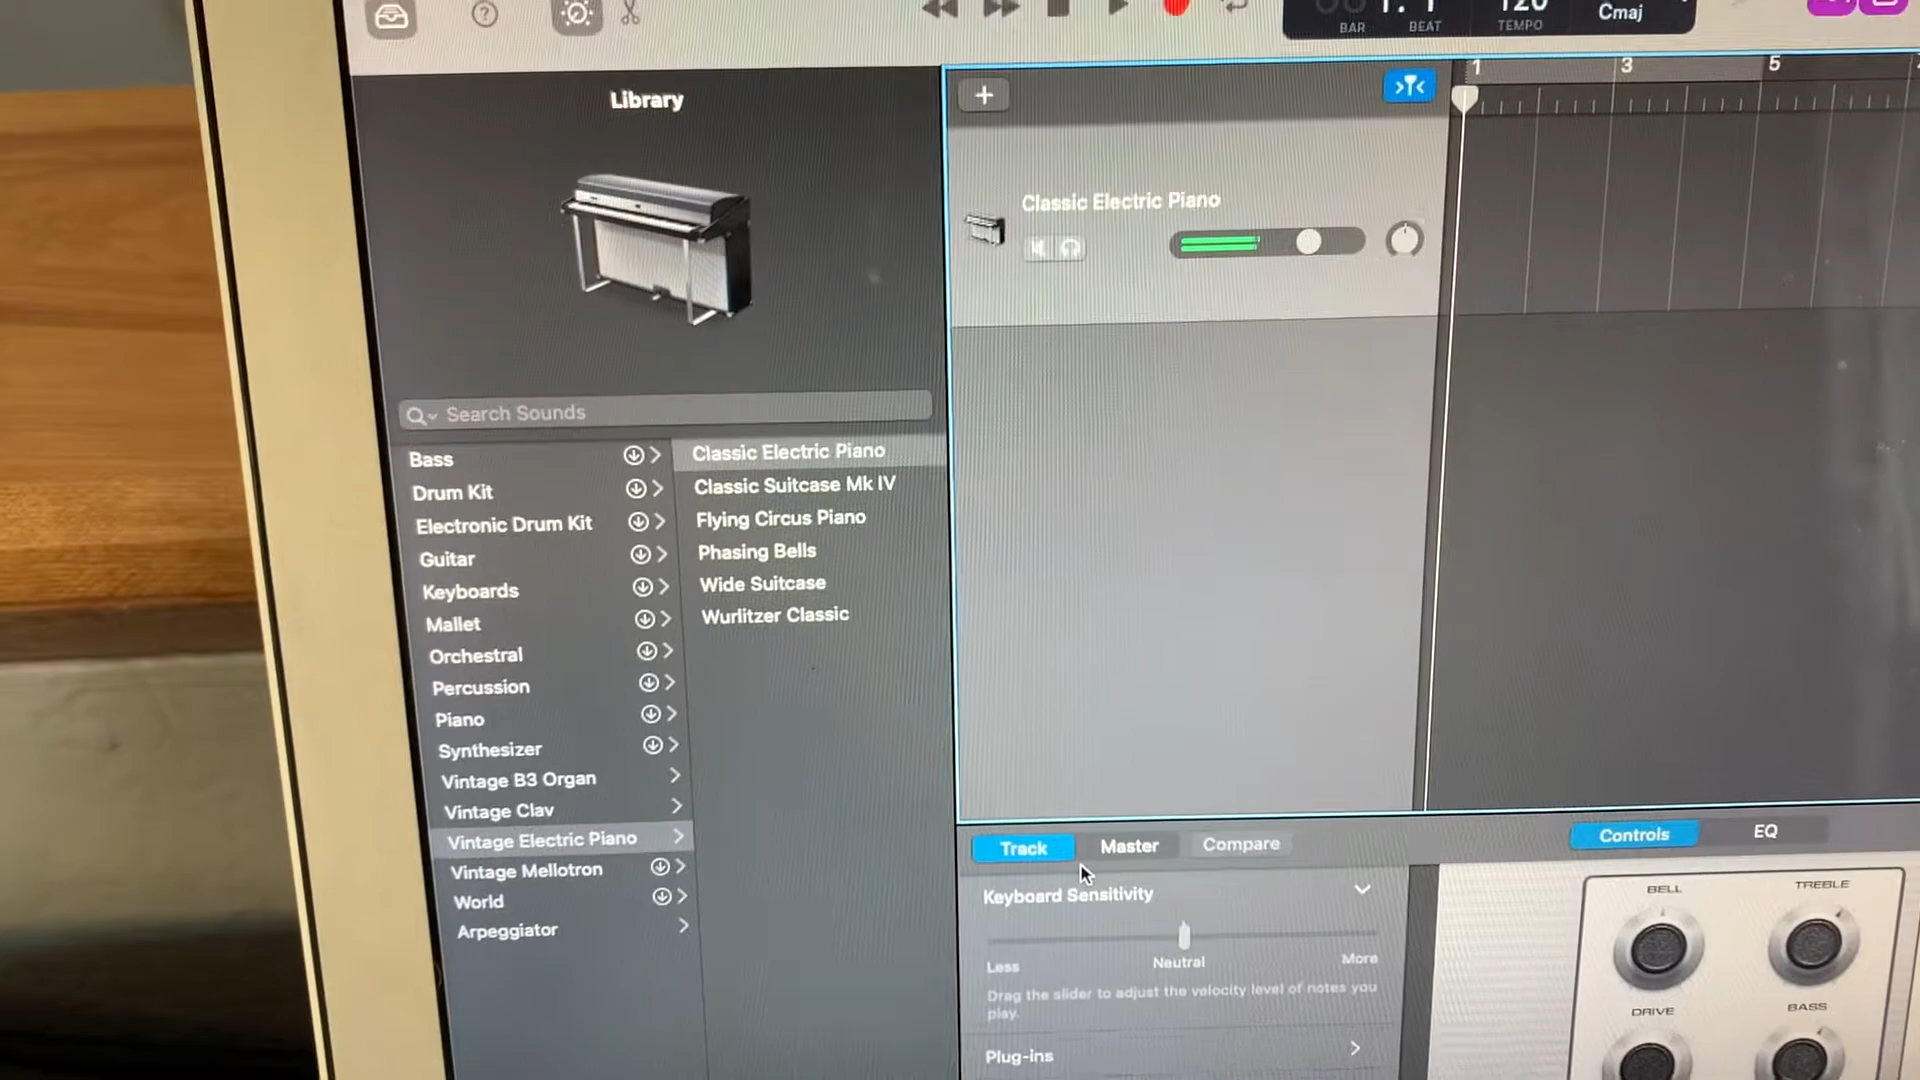 1. 1
120
Cmaj
BAR
BEAT
TEMPO
Library
1
3
5
Classic Electric Piano
Search Sounds
Bass
Drum Kit
Electronic Drum Kit
Guitar
Keyboards
Mallet
Orchestral
Percussion
Piano
Synthesizer
Vintage B3 Organ
Vintage Clav
Vintage Electric Piano
Vintage Mellotron
World
Arpeggiator
Classic Electric Piano
Classic Suitcase Mk IV
Flying Circus Piano
Phasing Bells
Wide Suitcase
Wurlitzer Classic
Track
Master
Compare
Controls
EQ
Keyboard Sensitivity
Less
Neutral
More
Drag the slider to adjust the velocity level of notes you
play.
Plug-ins
BELL
TREBLE
DRIVE
BASS